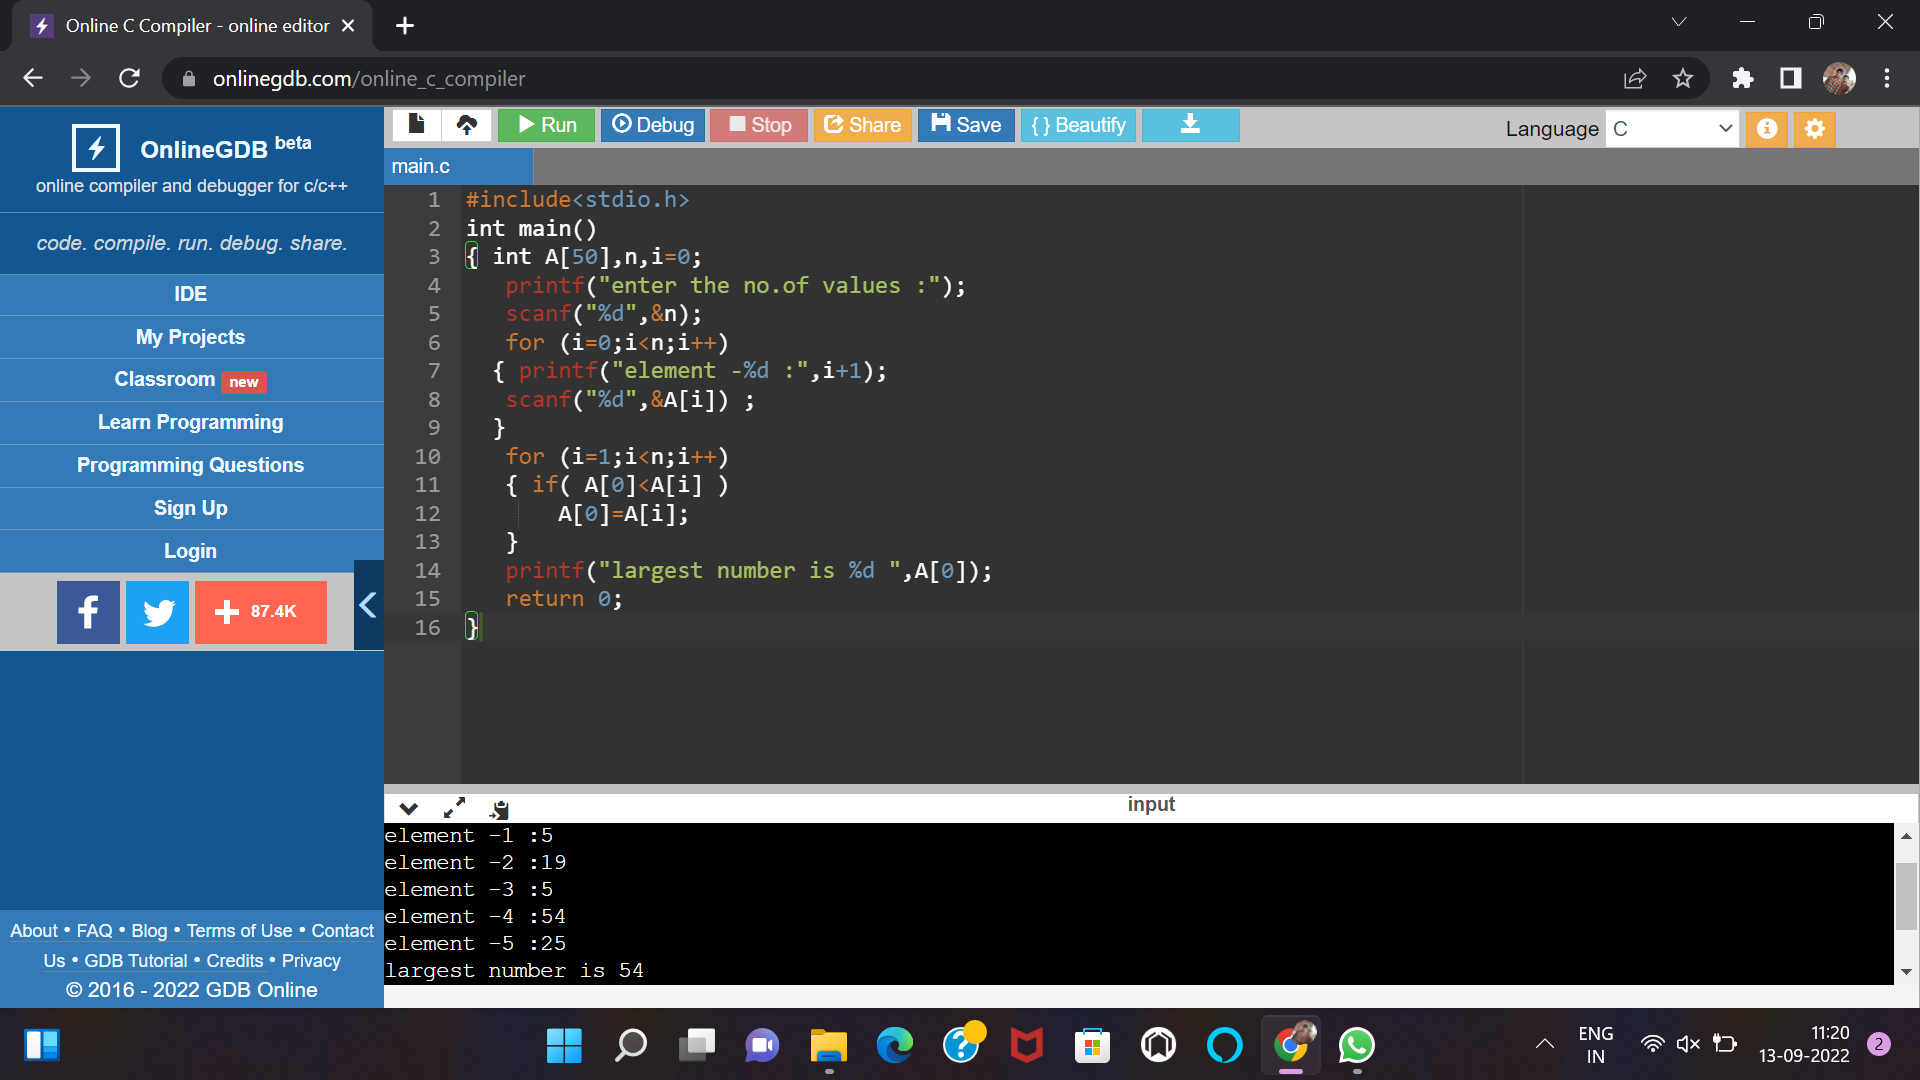 Online C Compiler - online editor
onlinegdb.com/online_c_compiler
OnlineGDB beta
online compiler and debugger for c/c++
code. compile. run. debug. share.
IDE
My Projects
Classroom new
Learn Programming
Programming Questions
Sign Up
Login
f
87.4K
About • FAQ • Blog • Terms of Use • Contact
Us • GDB Tutorial • Credits • Privacy
© 2016 - 2022 GDB Online
Run Debug Stop Share Save { } Beautify
Language C
main.c
1 #include<stdio.h>
2 int main()
3 { int A[50],n,i=0;
4 printf("enter the no.of values :");
5 scanf("%d",&n);
6 for (i=0;i<n;i++)
7 { printf("element -%d :",i+1);
8 scanf("%d",&A[i]) ;
9 }
10 for (i=1;i<n;i++)
11 { if( A[0]<A[i] )
12 A[0]=A[i];
13 }
14 printf("largest number is %d ",A[0]);
15 return 0;
16 }
input
element -1 :5
element -2 :19
element -3 :5
element -4 :54
element -5 :25
largest number is 54
ENG
IN
11:20
13-09-2022
2